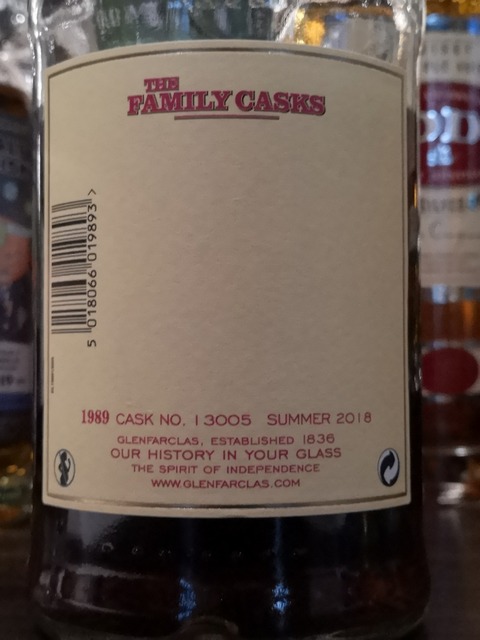 THE
FAMILY CASKS
5 018066 019893 >
1989 CASK NO. 13005 SUMMER 2018
GLENFARCLAS, ESTABLISHED 1836
OUR HISTORY IN YOUR GLASS
THE SPIRIT OF INDEPENDENCE
WWW.GLENFARCLAS.COM